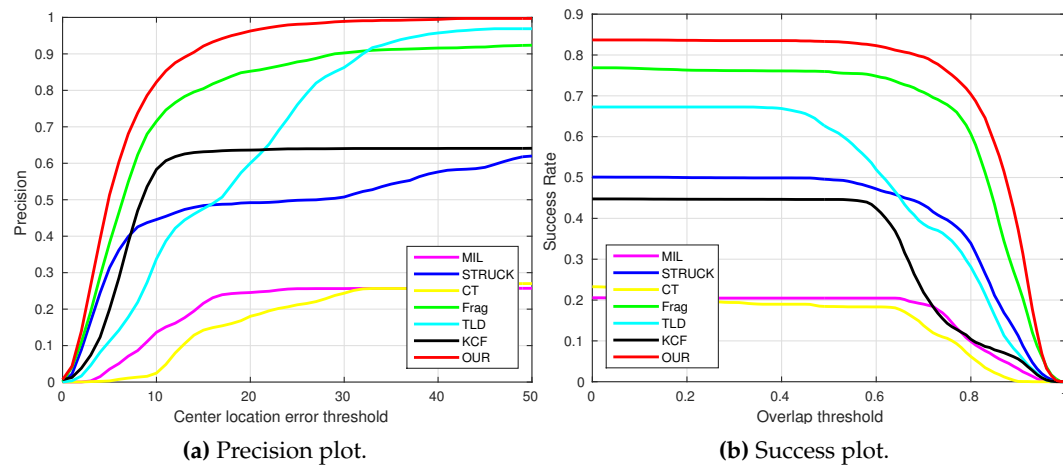 1
0.9
0.8
0.7
0.6
0.5
0.4
0.3
0.2
0.1
0
Precision
0 10 20 30 40 50
Center location error threshold
MIL
STRUCK
CT
Frag
TLD
KCF
OUR
(a) Precision plot.
0.9
0.8
0.7
0.6
0.5
0.4
0.3
0.2
0.1
0
Success Rate
0 0.2 0.4 0.6 0.8
Overlap threshold
MIL
STRUCK
CT
Frag
TLD
KCF
OUR
(b) Success plot.